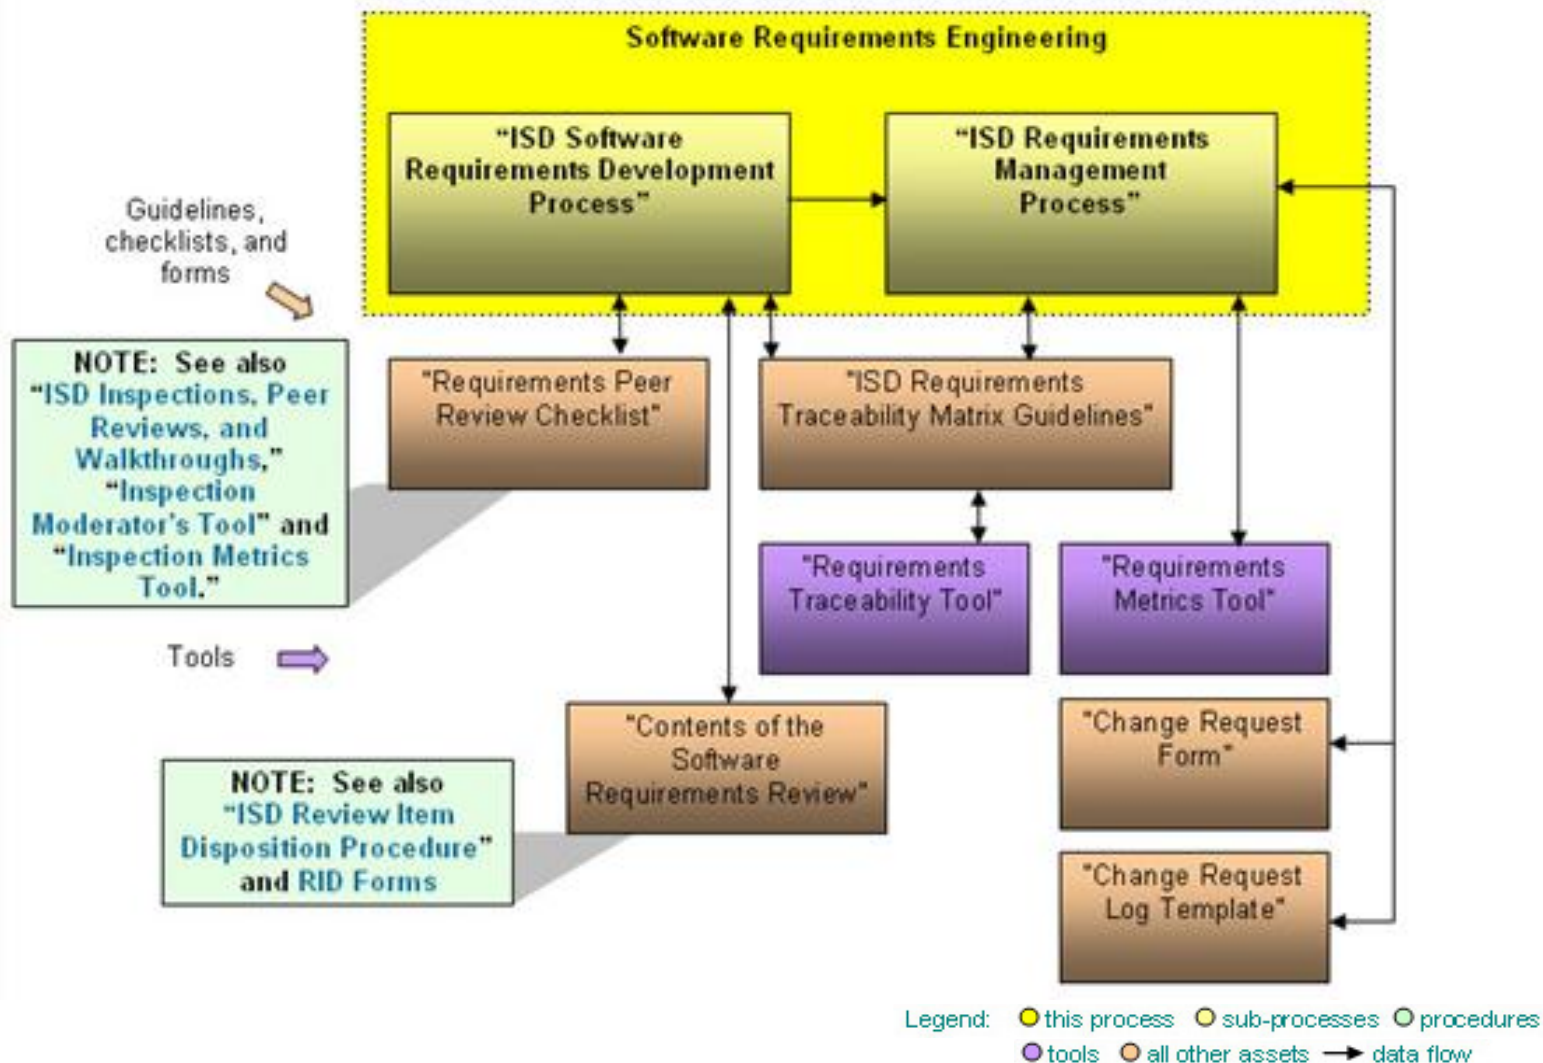 Software Requirements Engineering
“ISD Software
Requirements Development
Process”
“ISD Requirements
Management
Process”
Guidelines,
checklists, and
forms
NOTE:  See also
“ISD Inspections, Peer
Reviews, and
Walkthroughs,”
“Inspection
Moderator's Tool” and
“Inspection Metrics
Tool.”
"Requirements Peer
Review Checklist"
"ISD Requirements
Traceability Matrix Guidelines"
"Requirements
Traceability Tool"
"Requirements
Metrics Tool"
Tools
"Contents of the
Software
Requirements Review"
"Change Request
Form"
NOTE:  See also
“ISD Review Item
Disposition Procedure”
and RID Forms
"Change Request
Log Template"
Legend: this process sub-processes procedures
tools all other assets data flow